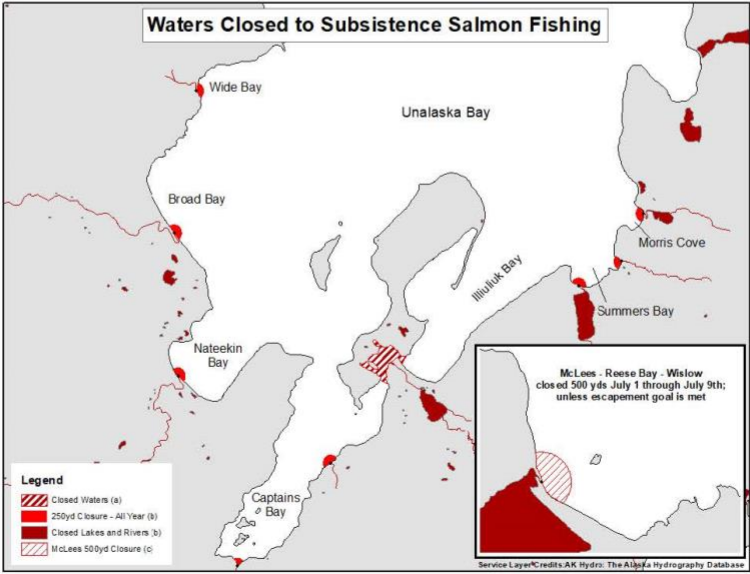 Waters Closed to Subsistence Salmon Fishing
Wide Bay
Unalaska Bay
Broad Bay
Morris Cove
Illiuliuk Bay
Summers Bay
Nateekin
Bay
McLees - Reese Bay - Wislow
closed 500 yds July 1 through July 9th;
unless escapement goal is met
Captains
Bay
Legend
Closed Waters (a)
250yd Closure - All Year (b)
Closed Lakes and Rivers (b)
McLees 500yd Closure (c)
Service Layer Credits: AK Hydro: The Alaska Hydrography Database